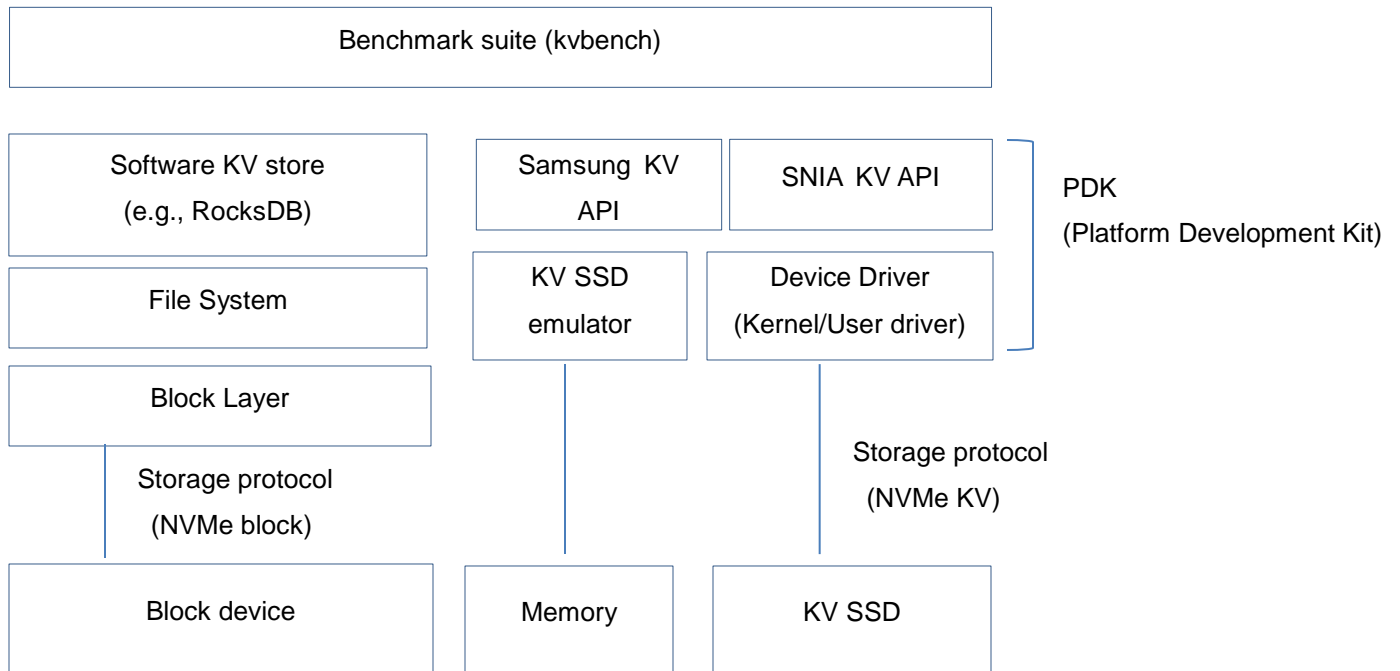 Benchmark suite (kvbench)
Software KV store
(e.g., RocksDB)
Samsung KV
API
SNIA KV API
PDK
(Platform Development Kit)
File System
KV SSD
emulator
Device Driver
(Kernel/User driver)
Block Layer
Storage protocol
(NVMe block)
Storage protocol
(NVMe KV)
Block device
Memory
KV SSD